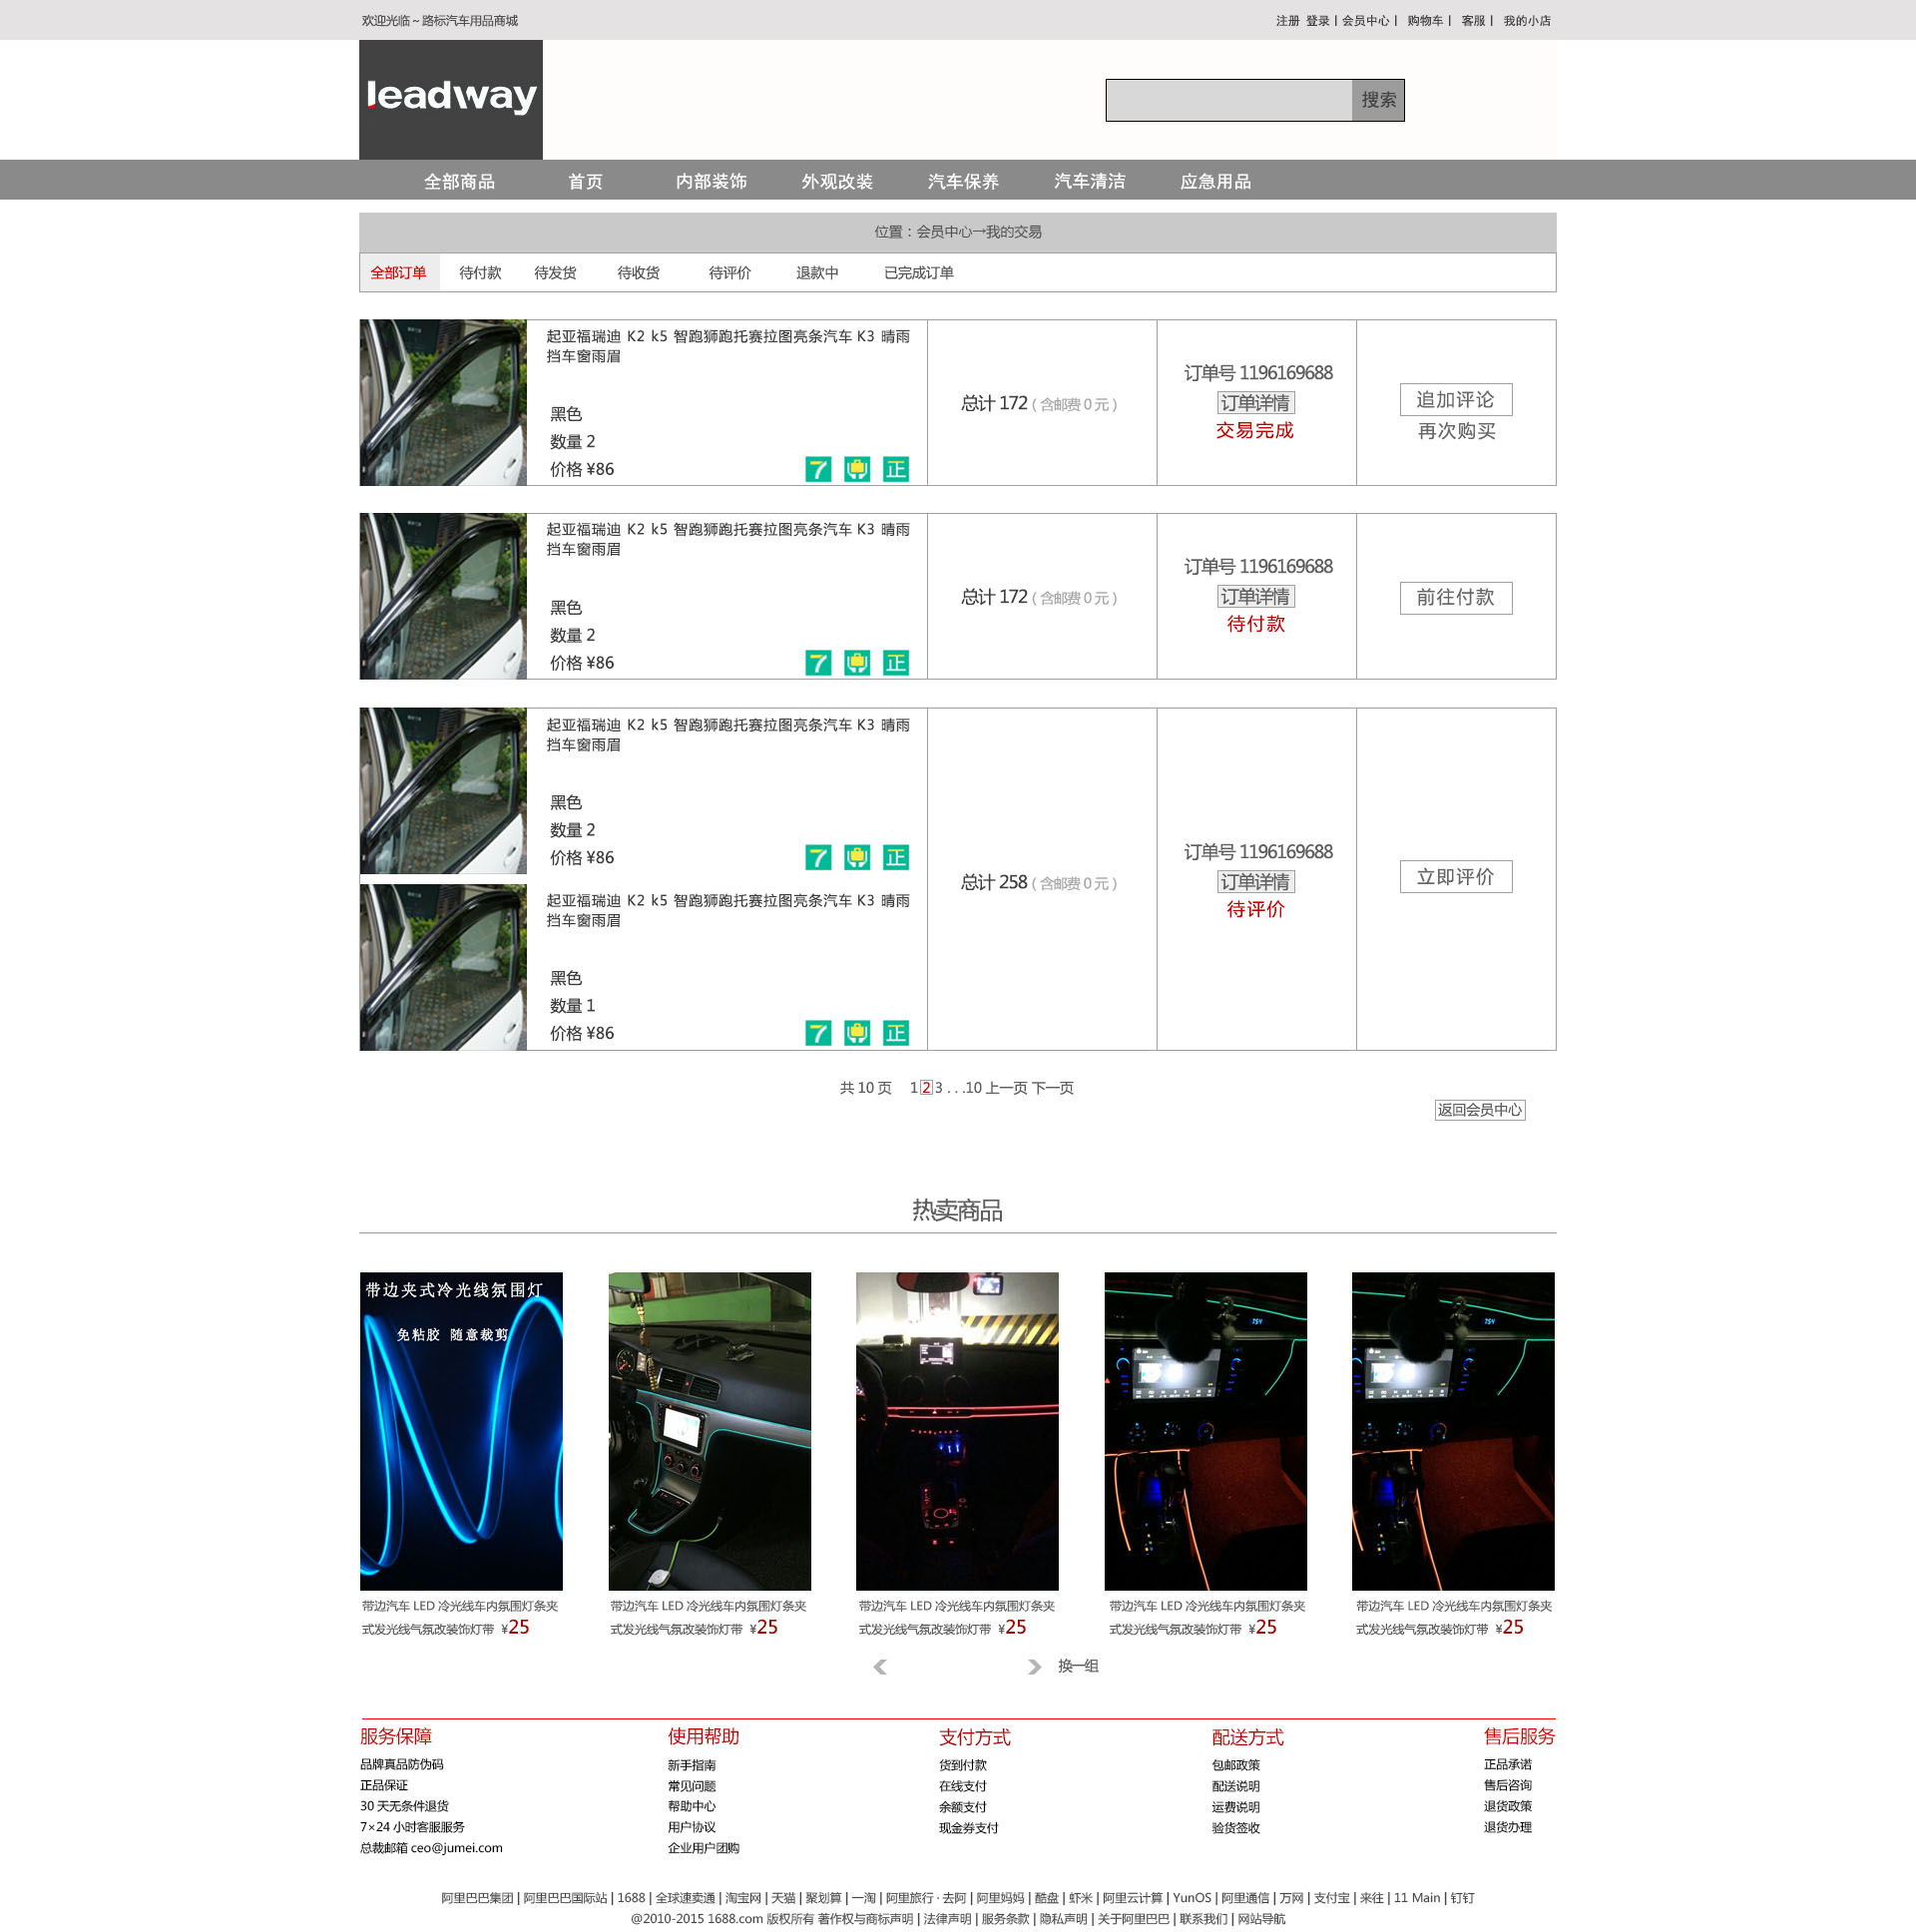 欢迎光临～路标汽车用品商城
注册 登录 | 会员中心 | 购物车 | 客服 | 我的小店
leadway
搜索
全部商品 首页 内部装饰 外观改装 汽车保养 汽车清洁 应急用品
位置：会员中心→我的交易
全部订单 待付款 待发货 待收货 待评价 退款中 已完成订单
起亚福瑞迪 K2 k5 智跑狮跑托赛拉图亮条汽车 K3 晴雨
挡车窗雨眉
黑色
数量 2
价格 ¥86
7 正
总计 172 ( 含邮费 0 元 )
订单号 1196169688
订单详情
交易完成
追加评论
再次购买
起亚福瑞迪 K2 k5 智跑狮跑托赛拉图亮条汽车 K3 晴雨
挡车窗雨眉
黑色
数量 2
价格 ¥86
7 正
总计 172 ( 含邮费 0 元 )
订单号 1196169688
订单详情
待付款
前往付款
起亚福瑞迪 K2 k5 智跑狮跑托赛拉图亮条汽车 K3 晴雨
挡车窗雨眉
黑色
数量 2
价格 ¥86
7 正
起亚福瑞迪 K2 k5 智跑狮跑托赛拉图亮条汽车 K3 晴雨
挡车窗雨眉
黑色
数量 1
价格 ¥86
7 正
总计 258 ( 含邮费 0 元 )
订单号 1196169688
订单详情
待评价
立即评价
共 10 页 1 2 3 . . .10 上一页 下一页
返回会员中心
热卖商品
带边夹式冷光线氛围灯
免粘胶 随意裁剪
带边汽车 LED 冷光线车内氛围灯条夹
式发光线气氛改装饰灯带 ¥25
带边汽车 LED 冷光线车内氛围灯条夹
式发光线气氛改装饰灯带 ¥25
带边汽车 LED 冷光线车内氛围灯条夹
式发光线气氛改装饰灯带 ¥25
带边汽车 LED 冷光线车内氛围灯条夹
式发光线气氛改装饰灯带 ¥25
带边汽车 LED 冷光线车内氛围灯条夹
式发光线气氛改装饰灯带 ¥25
换一组
服务保障
品牌真品防伪码
正品保证
30 天无条件退货
7×24 小时客服服务
总裁邮箱 ceo@jumei.com
使用帮助
新手指南
常见问题
帮助中心
用户协议
企业用户团购
支付方式
货到付款
在线支付
余额支付
现金券支付
配送方式
包邮政策
配送说明
运费说明
验货签收
售后服务
正品承诺
售后咨询
退货政策
退货办理
阿里巴巴集团 | 阿里巴巴国际站 | 1688 | 全球速卖通 | 淘宝网 | 天猫 | 聚划算 | 一淘 | 阿里旅行 · 去阿 | 阿里妈妈 | 酷盘 | 虾米 | 阿里云计算 | YunOS | 阿里通信 | 万网 | 支付宝 | 来往 | 11 Main | 钉钉
@2010-2015 1688.com 版权所有 著作权与商标声明 | 法律声明 | 服务条款 | 隐私声明 | 关于阿里巴巴 | 联系我们 | 网站导航